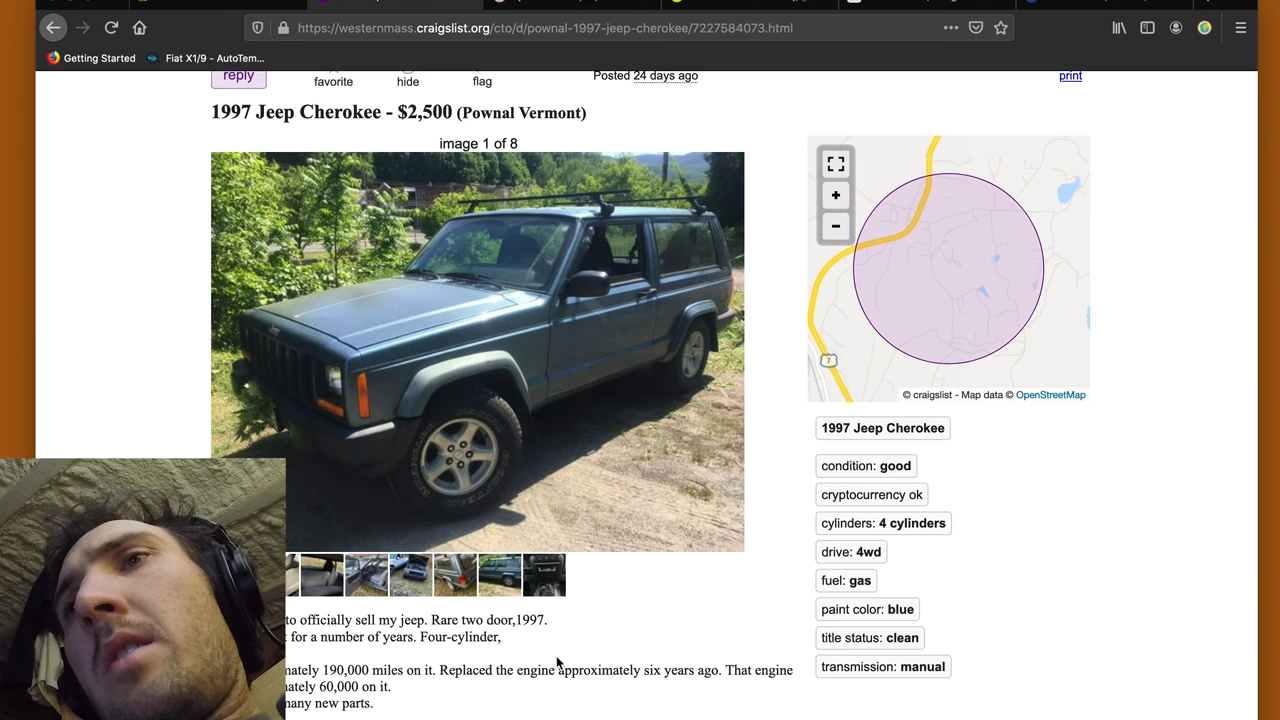 https://westernmass.craigslist.org/cto/d/pownal-1997-jeep-cherokee/7227584073.html
Getting Started
Fiat X1/9 - AutoTem...
reply
favorite
hide
flag
Posted 24 days ago
print
1997 Jeep Cherokee - $2,500 (Pownal Vermont)
image 1 of 8
+
−
7
© craigslist - Map data © OpenStreetMap
1997 Jeep Cherokee
condition: good
cryptocurrency ok
cylinders: 4 cylinders
drive: 4wd
fuel: gas
paint color: blue
title status: clean
transmission: manual
to officially sell my jeep. Rare two door,1997.
for a number of years. Four-cylinder,
mately 190,000 miles on it. Replaced the engine approximately six years ago. That engine
mately 60,000 on it.
many new parts.